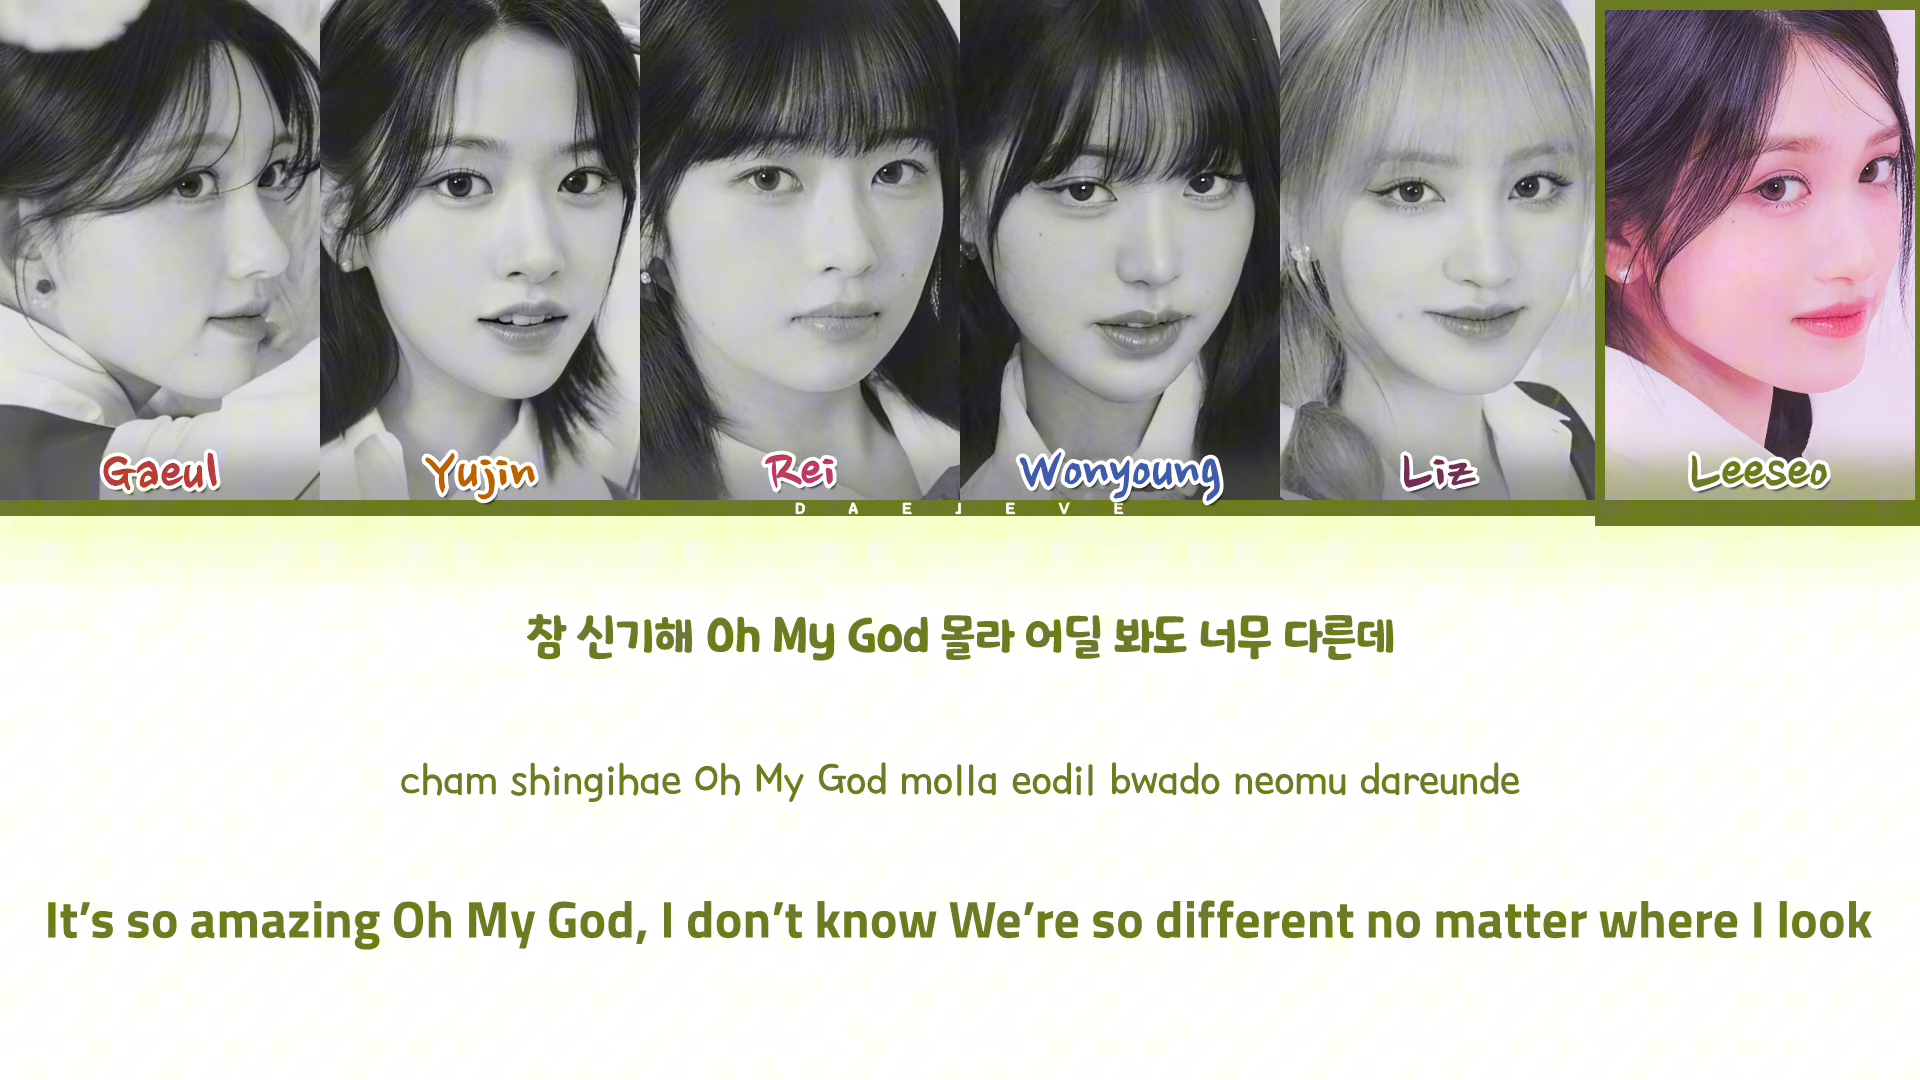 Gaeul Yujin Rei Wonyoung Liz Leeseo
DAEJEVE
참 신기해 Oh My God 몰라 어딜 봐도 너무 다른데
cham shingihae Oh My God molla eodil bwado neomu dareunde
It's so amazing Oh My God, I don't know We're so different no matter where I look